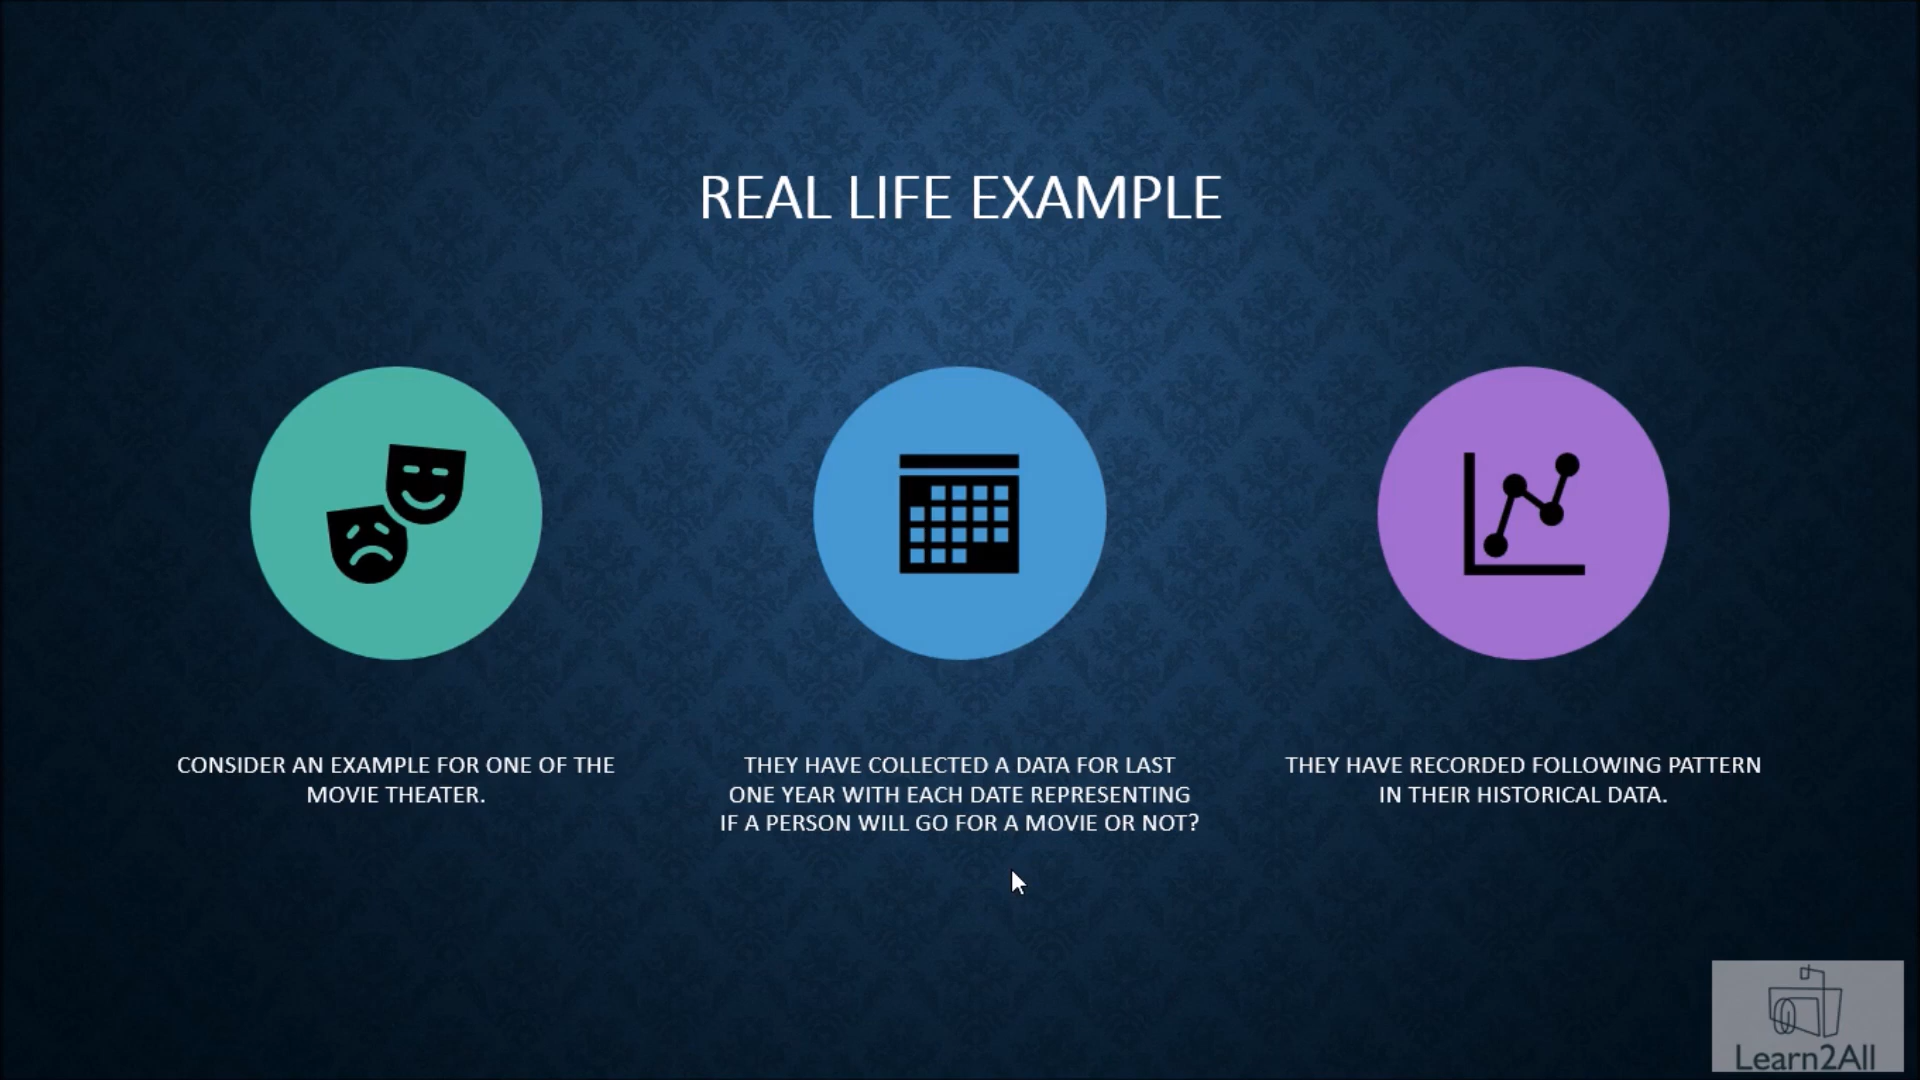 REAL LIFE EXAMPLE
CONSIDER AN EXAMPLE FOR ONE OF THE
MOVIE THEATER.
THEY HAVE COLLECTED A DATA FOR LAST
ONE YEAR WITH EACH DATE REPRESENTING
IF A PERSON WILL GO FOR A MOVIE OR NOT?
THEY HAVE RECORDED FOLLOWING PATTERN
IN THEIR HISTORICAL DATA.
Learn2All